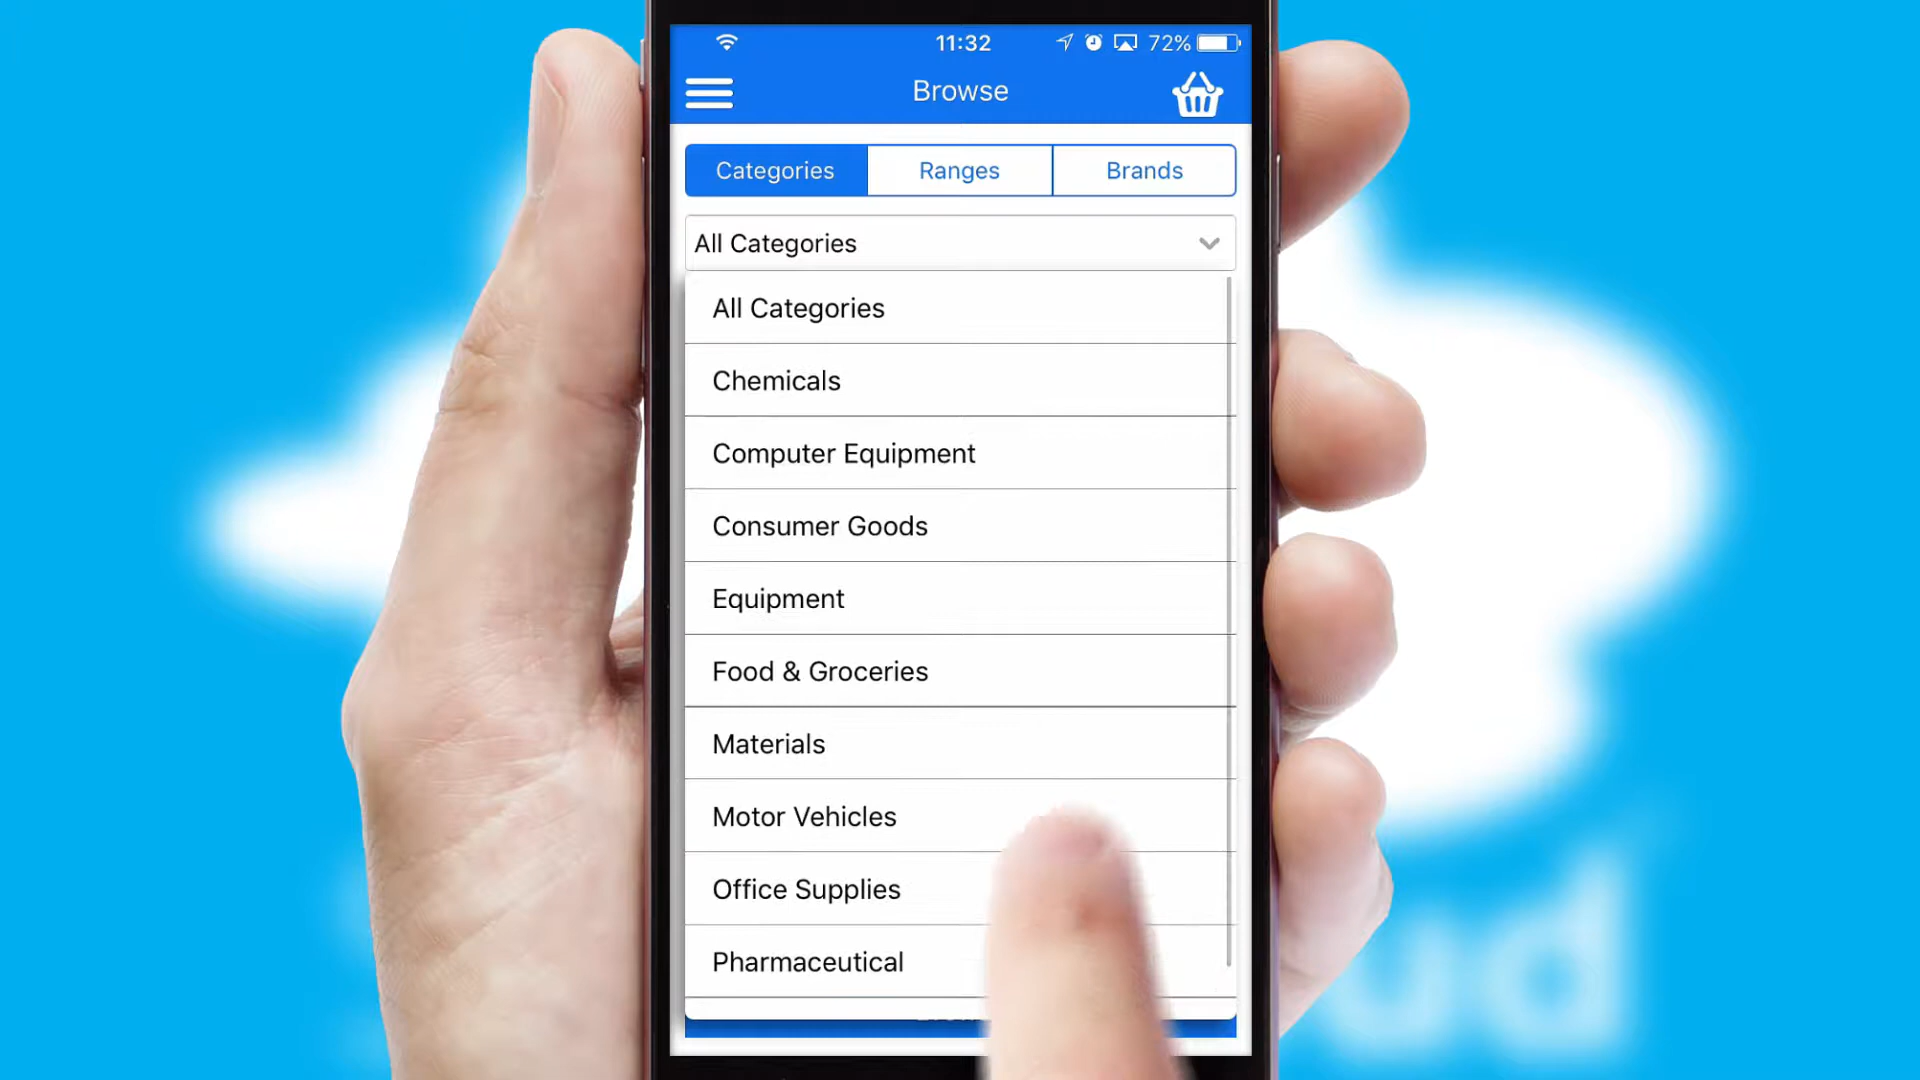 11:32 72%
Browse
Categories Ranges Brands
All Categories
All Categories
Chemicals
Computer Equipment
Consumer Goods
Equipment
Food & Groceries
Materials
Motor Vehicles
Office Supplies
Pharmaceutical
ud